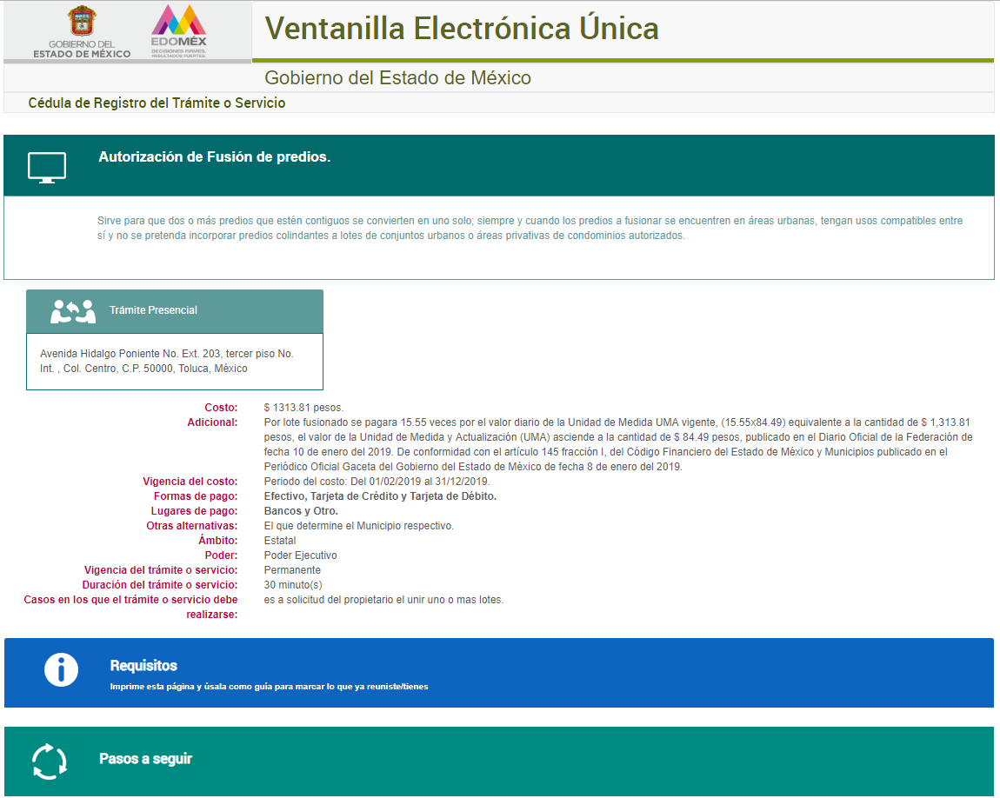 GOBIERNO DEL
ESTADO DE MÉXICO
EDOMÉX
DECISIONES FIRMES,
RESULTADOS FUERTES.
Ventanilla Electrónica Única
Gobierno del Estado de México
Cédula de Registro del Trámite o Servicio
Autorización de Fusión de predios.
Sirve para que dos o más predios que estén contiguos se convierten en uno solo; siempre y cuando los predios a fusionar se encuentren en áreas urbanas, tengan usos compatibles entre
sí y no se pretenda incorporar predios colindantes a lotes de conjuntos urbanos o áreas privativas de condominios autorizados.
Trámite Presencial
Avenida Hidalgo Poniente No. Ext. 203, tercer piso No.
Int. , Col. Centro, C.P. 50000, Toluca, México
Costo: $ 1313.81 pesos.
Adicional: Por lote fusionado se pagara 15.55 veces por el valor diario de la Unidad de Medida UMA vigente, (15.55x84.49) equivalente a la cantidad de $ 1,313.81
pesos, el valor de la Unidad de Medida y Actualización (UMA) asciende a la cantidad de $ 84.49 pesos, publicado en el Diario Oficial de la Federación de
fecha 10 de enero del 2019. De conformidad con el artículo 145 fracción I, del Código Financiero del Estado de México y Municipios publicado en el
Periódico Oficial Gaceta del Gobierno del Estado de México de fecha 8 de enero del 2019.
Vigencia del costo: Periodo del costo: Del 01/02/2019 al 31/12/2019.
Formas de pago: Efectivo, Tarjeta de Crédito y Tarjeta de Débito.
Lugares de pago: Bancos y Otro.
Otras alternativas: El que determine el Municipio respectivo.
Ámbito: Estatal
Poder: Poder Ejecutivo
Vigencia del trámite o servicio: Permanente
Duración del trámite o servicio: 30 minuto(s)
Casos en los que el trámite o servicio debe es a solicitud del propietario el unir uno o mas lotes.
realizarse:
Requisitos
Imprime esta página y úsala como guía para marcar lo que ya reuniste/tienes
Pasos a seguir